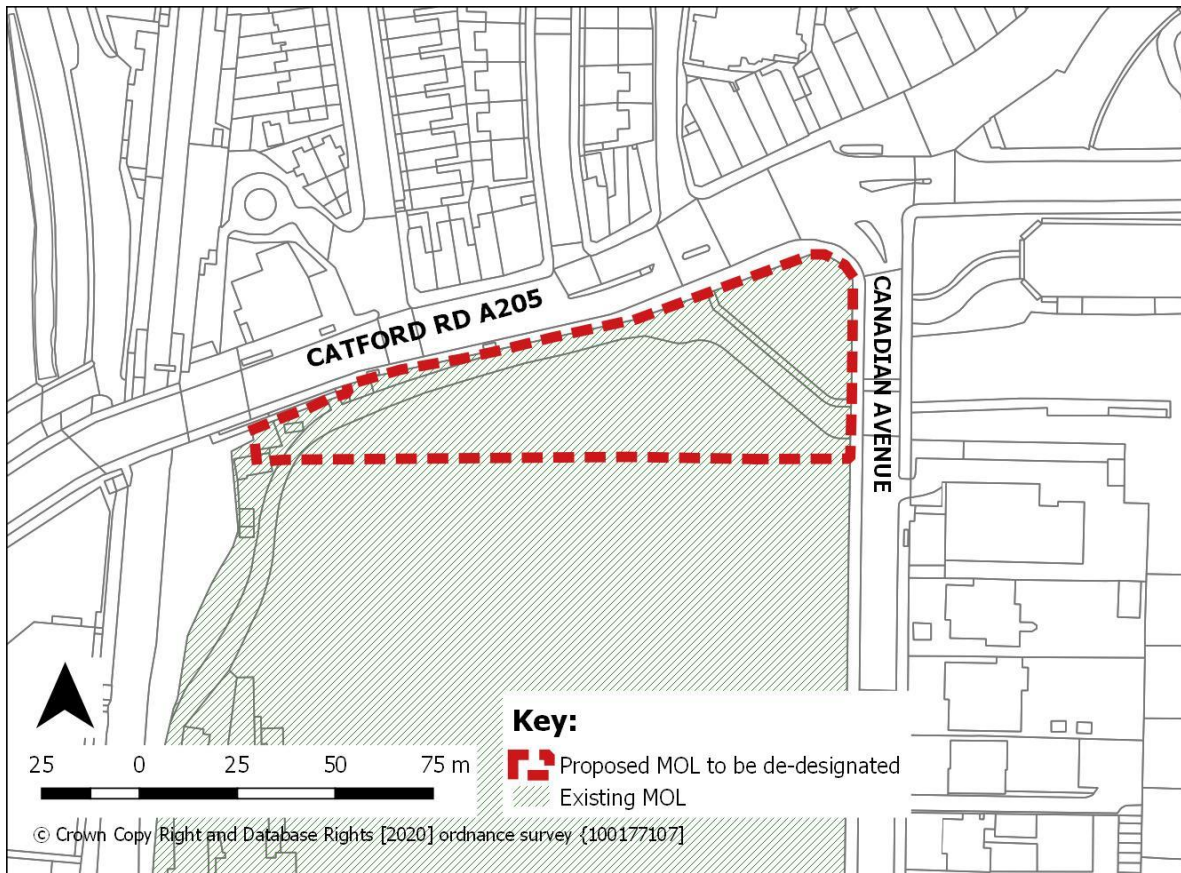 CATFORD RD A205
CANADIAN AVENUE
Key:
Proposed MOL to be de-designated
Existing MOL
25 0 25 50 75 m
© Crown Copy Right and Database Rights [2020] ordnance survey {100177107]